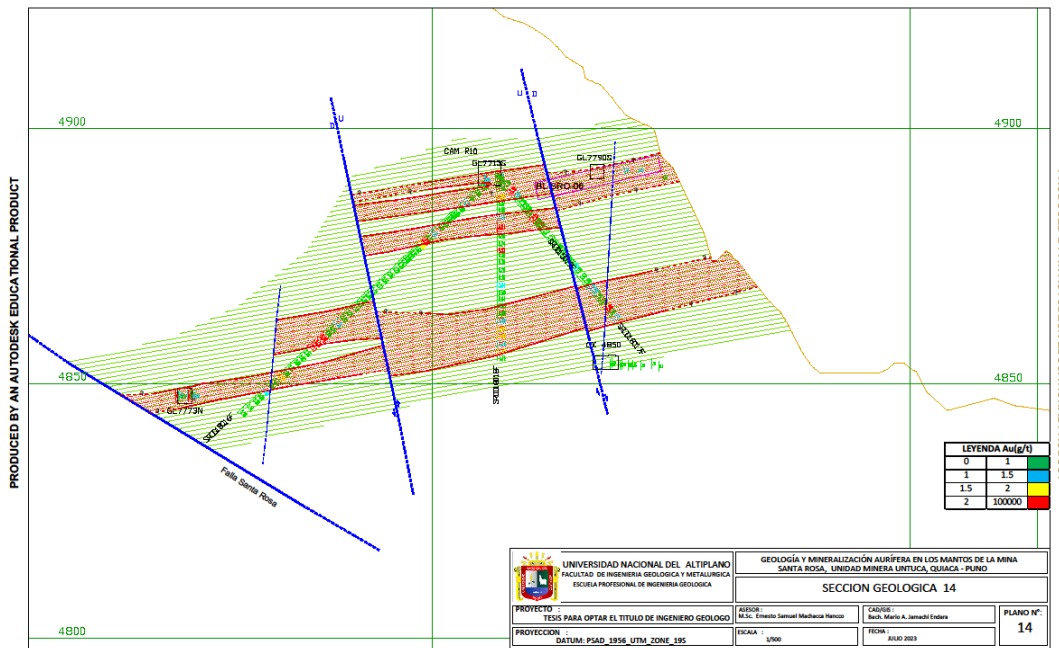 PRODUCED BY AN AUTODESK EDUCATIONAL PRODUCT
4900
4900
U D
U
D
CAM R10
GL7790S
4850
4850
GL7773N
Falla Santa Rosa
4800
LEYENDA Au(g/t)
0 1
1 1.5
1.5 2
2 100000
UNIVERSIDAD NACIONAL DEL ALTIPLANO
FACULTAD DE INGENIERIA GEOLOGICA Y METALURGICA
ESCUELA PROFESIONAL DE INGENIERIA GEOLOGICA
GEOLOGÍA Y MINERALIZACIÓN AURÍFERA EN LOS MANTOS DE LA MINA
SANTA ROSA, UNIDAD MINERA UNTUCA, QUIACA - PUNO
SECCION GEOLOGICA 14
PROYECTO :
TESIS PARA OPTAR EL TITULO DE INGENIERO GEOLOGO
ASESOR :
M.Sc. Ernesto Samuel Machacca Hancco
CAD/GIS :
Bach. Mario A. Jamachi Endara
PLANO N°:
14
PROYECCION :
DATUM: PSAD_1956_UTM_ZONE_19S
ESCALA :
1/500
FECHA :
JULIO 2023